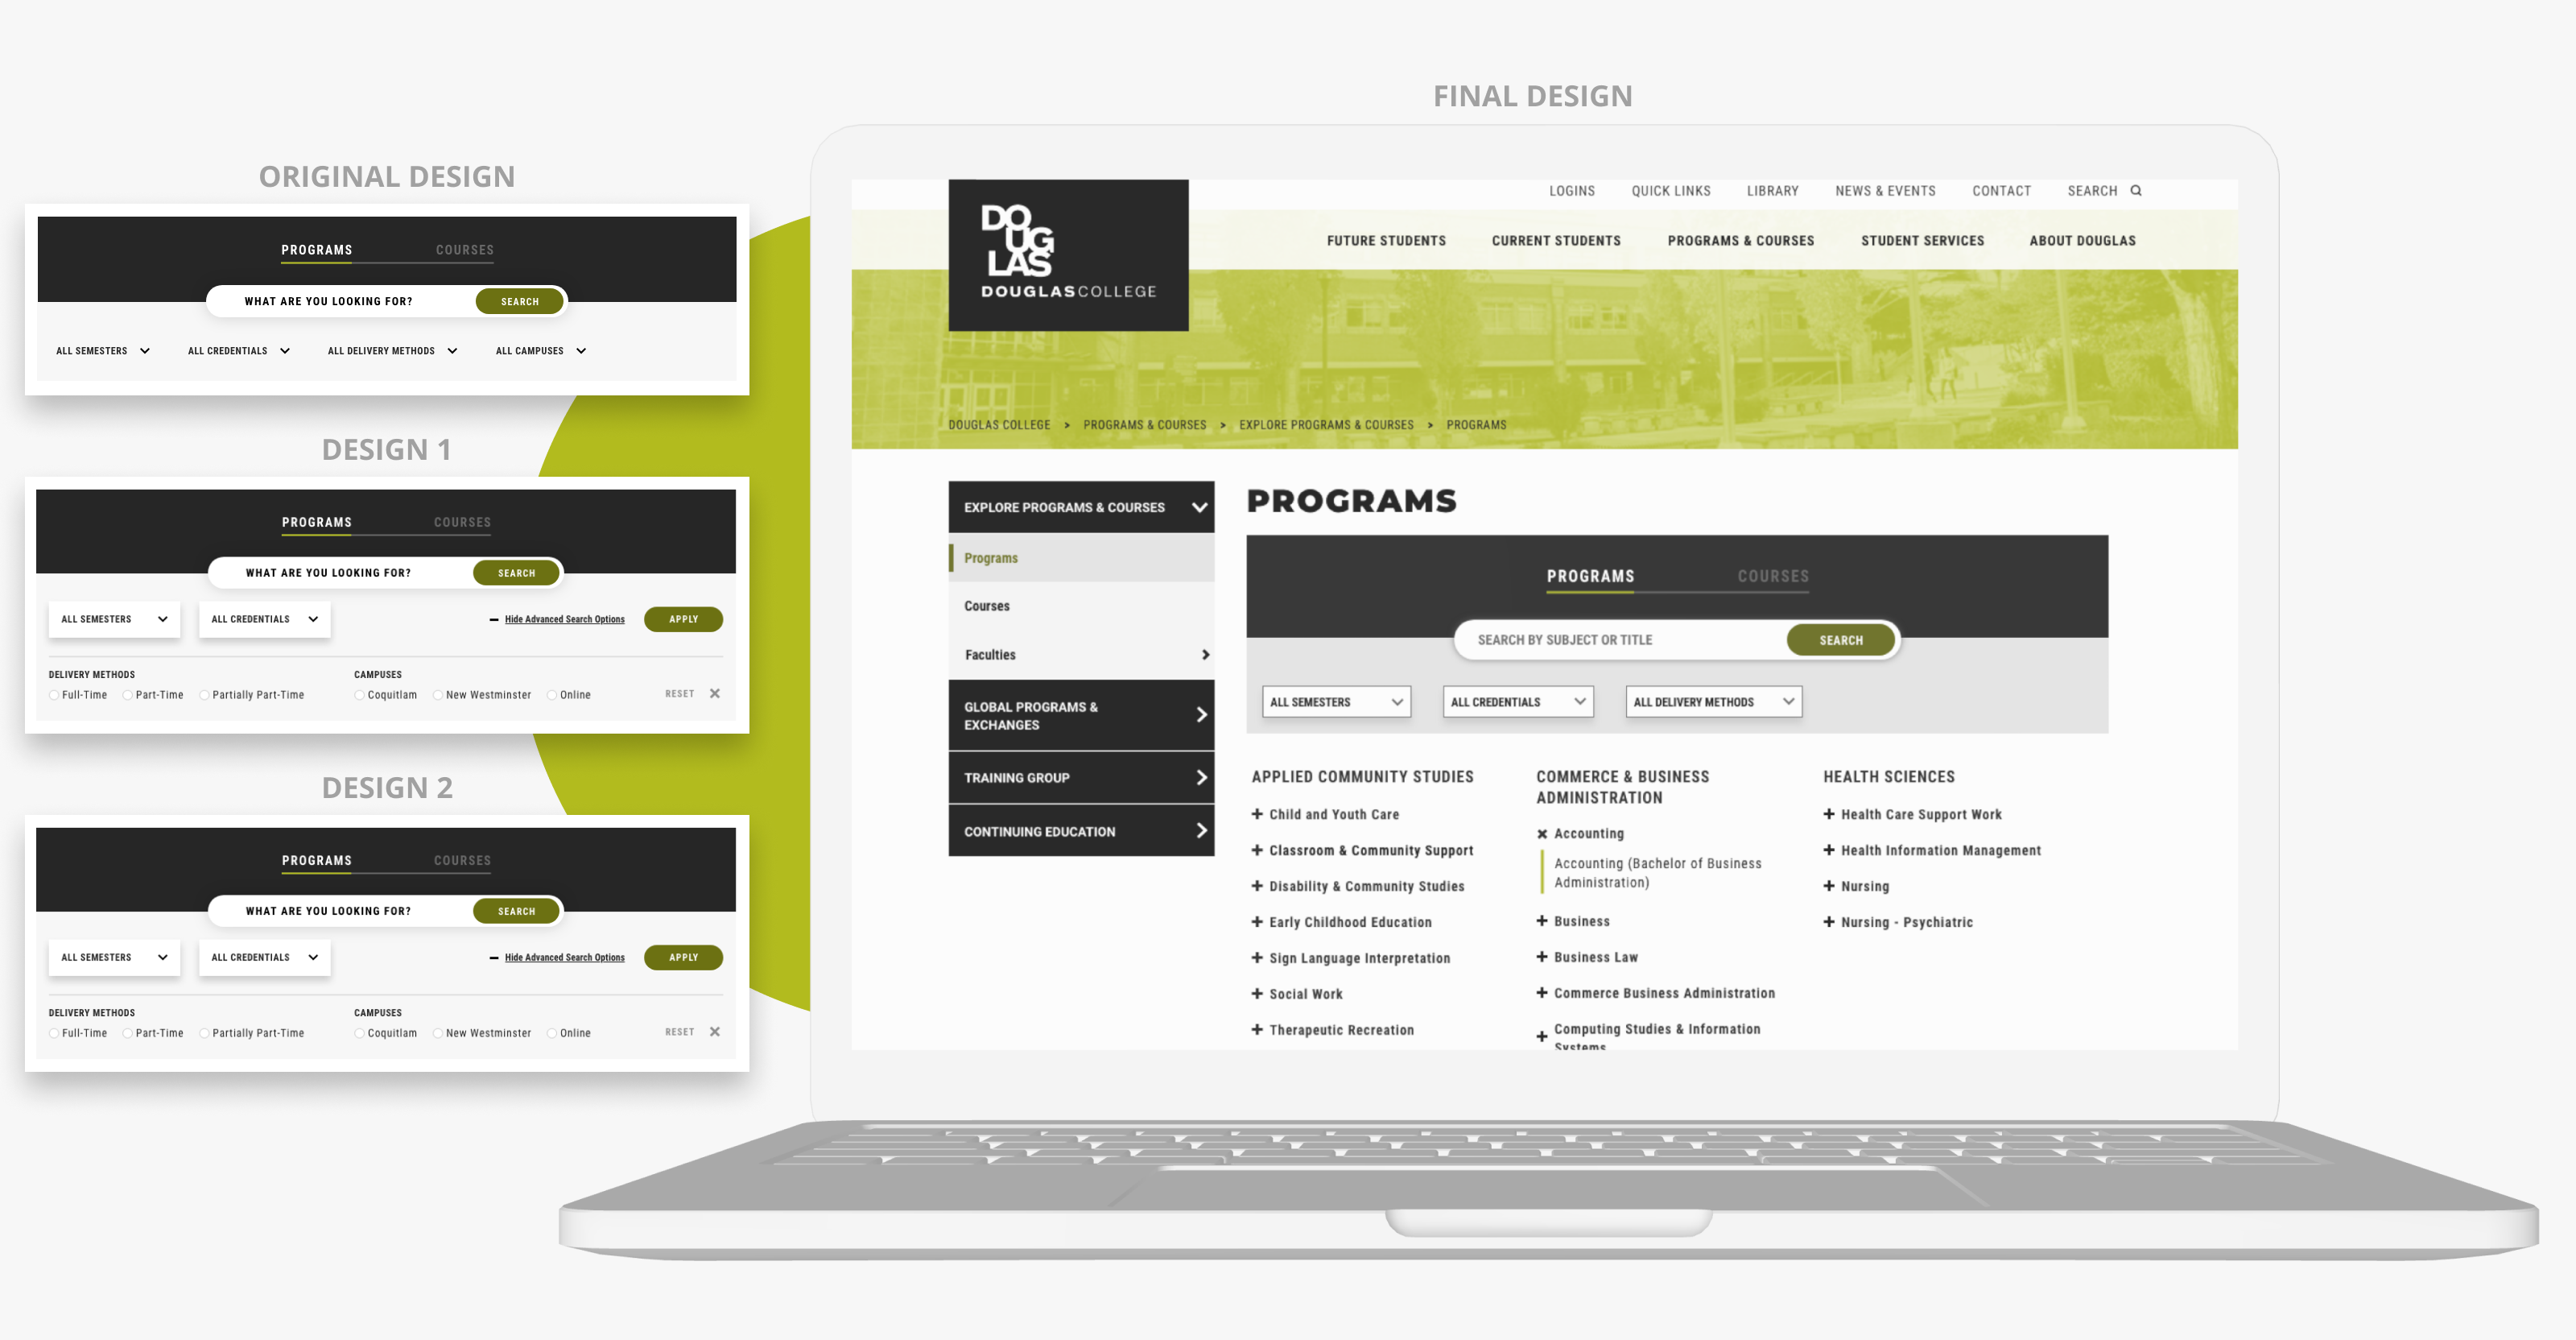 FINAL DESIGN
ORIGINAL DESIGN
PROGRAMS COURSES
WHAT ARE YOU LOOKING FOR? SEARCH
ALL SEMESTERS ALL CREDENTIALS ALL DELIVERY METHODS ALL CAMPUSES
DESIGN 1
PROGRAMS COURSES
WHAT ARE YOU LOOKING FOR? SEARCH
ALL SEMESTERS ALL CREDENTIALS Hide Advanced Search Options APPLY
DELIVERY METHODS CAMPUSES
Full-Time Part-Time Partially Part-Time Coquitlam New Westminster Online RESET
DESIGN 2
PROGRAMS COURSES
WHAT ARE YOU LOOKING FOR? SEARCH
ALL SEMESTERS ALL CREDENTIALS Hide Advanced Search Options APPLY
DELIVERY METHODS CAMPUSES
Full-Time Part-Time Partially Part-Time Coquitlam New Westminster Online RESET
LOGINS QUICK LINKS LIBRARY NEWS & EVENTS CONTACT SEARCH
DO
UG
LAS
DOUGLASCOLLEGE
FUTURE STUDENTS CURRENT STUDENTS PROGRAMS & COURSES STUDENT SERVICES ABOUT DOUGLAS
DOUGLAS COLLEGE > PROGRAMS & COURSES > EXPLORE PROGRAMS & COURSES > PROGRAMS
EXPLORE PROGRAMS & COURSES
Programs
Courses
Faculties
GLOBAL PROGRAMS &
EXCHANGES
TRAINING GROUP
CONTINUING EDUCATION
PROGRAMS
PROGRAMS COURSES
SEARCH BY SUBJECT OR TITLE SEARCH
ALL SEMESTERS ALL CREDENTIALS ALL DELIVERY METHODS
APPLIED COMMUNITY STUDIES
Child and Youth Care
Classroom & Community Support
Disability & Community Studies
Early Childhood Education
Sign Language Interpretation
Social Work
Therapeutic Recreation
COMMERCE & BUSINESS
ADMINISTRATION
Accounting
Accounting (Bachelor of Business
Administration)
Business
Business Law
Commerce Business Administration
Computing Studies & Information
Systems
HEALTH SCIENCES
Health Care Support Work
Health Information Management
Nursing
Nursing - Psychiatric